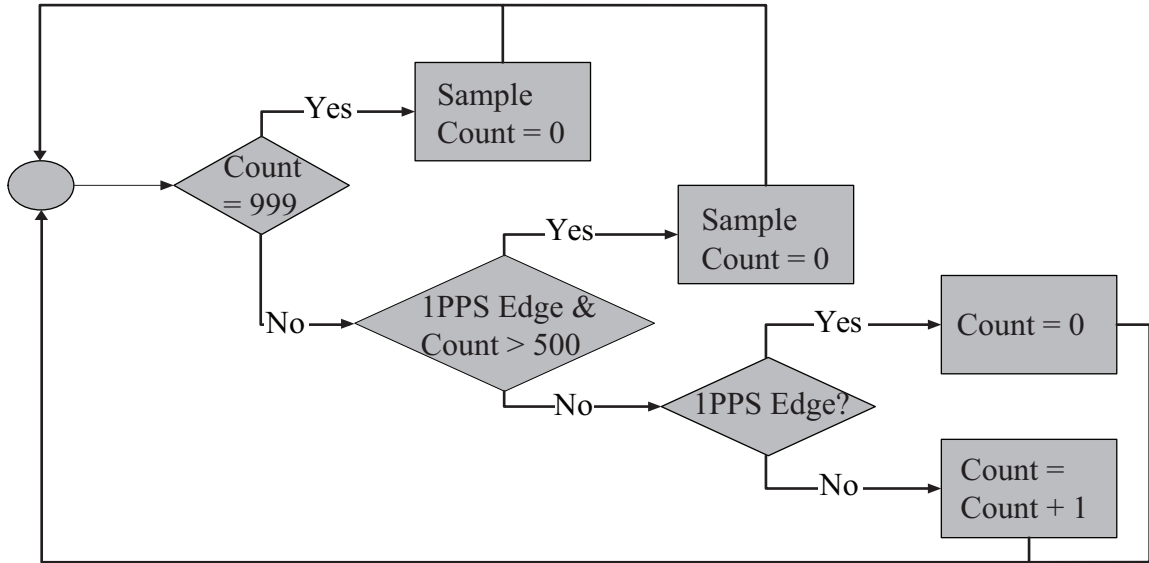 Yes
Sample
Count = 0
Count
= 999
No
Yes
Sample
Count = 0
1PPS Edge &
Count > 500
No
Yes
Count = 0
1PPS Edge?
No
Count =
Count + 1